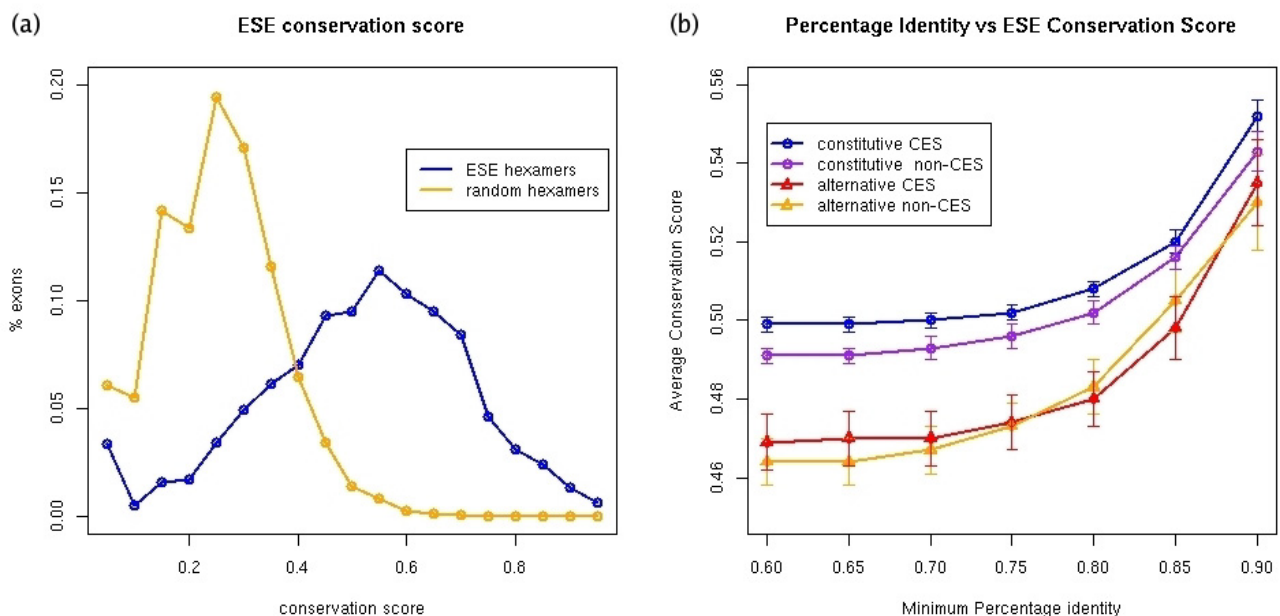 (a)
ESE conservation score
% exons
0.20
0.15
0.10
0.05
0.00
ESE hexamers
random hexamers
0.2 0.4 0.6 0.8
conservation score
(b)
Percentage Identity vs ESE Conservation Score
Average Conservation Score
0.56
0.54
0.52
0.50
0.48
0.46
constitutive CES
constitutive non-CES
alternative CES
alternative non-CES
0.60 0.65 0.70 0.75 0.80 0.85 0.90
Minimum Percentage identity